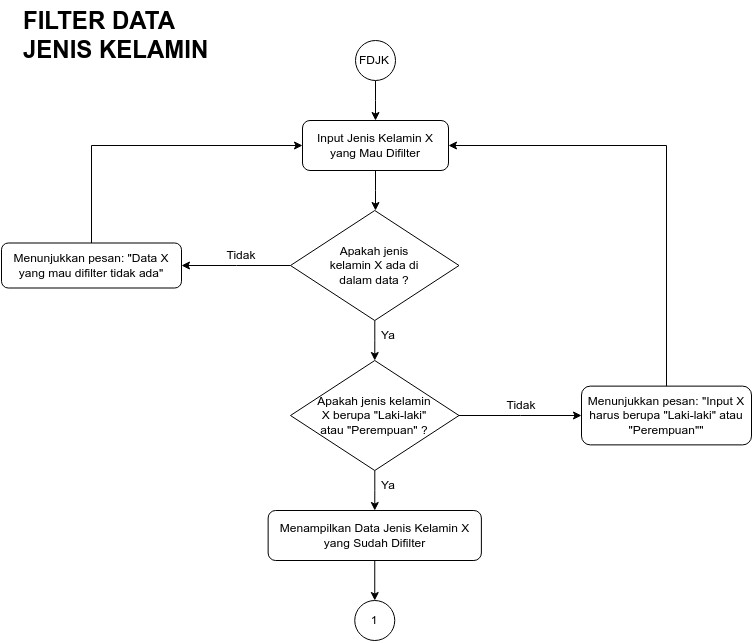 FILTER DATA
JENIS KELAMIN
FDJK
Input Jenis Kelamin X
yang Mau Difilter
Apakah jenis
kelamin X ada di
dalam data ?
Tidak
Menunjukkan pesan: "Data X
yang mau difilter tidak ada"
Ya
Apakah jenis kelamin
X berupa "Laki-laki"
atau "Perempuan" ?
Tidak
Menunjukkan pesan: "Input X
harus berupa "Laki-laki" atau
"Perempuan""
Ya
Menampilkan Data Jenis Kelamin X
yang Sudah Difilter
1